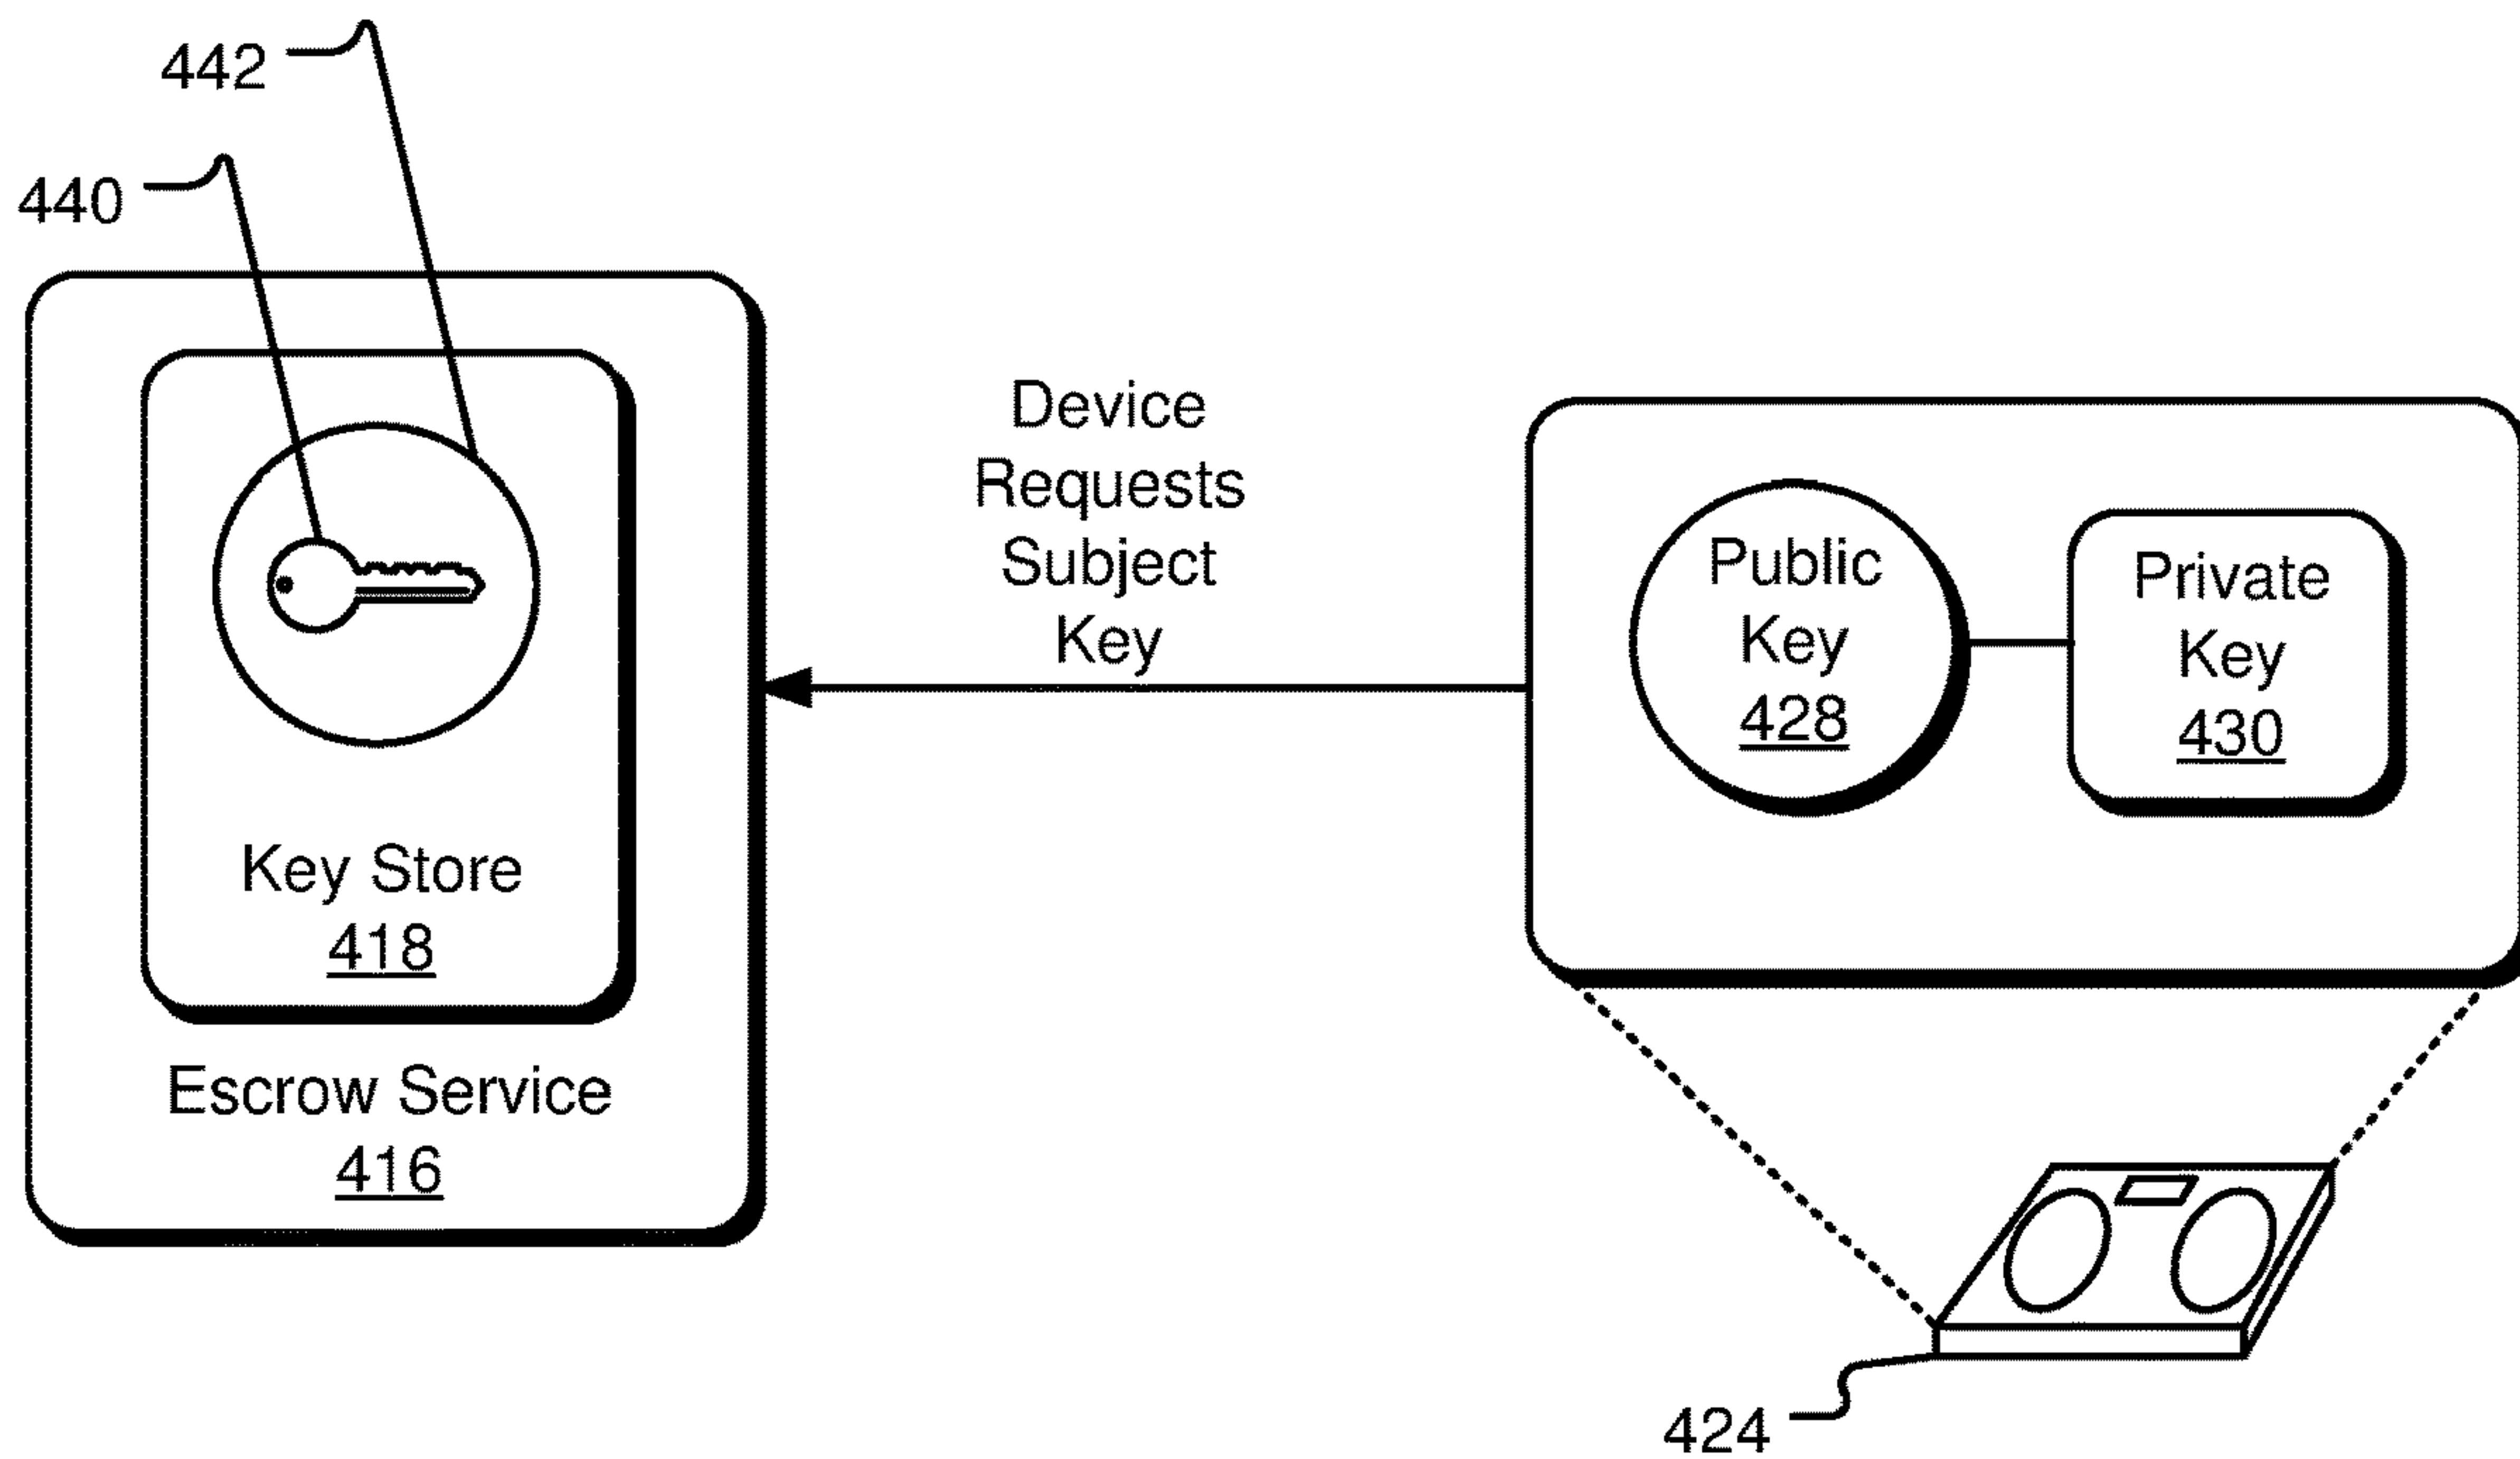 442
440
Device
Requests
Subject
Key
Public
Key
428
Private
Key
430
Key Store
418
Escrow Service
416
424